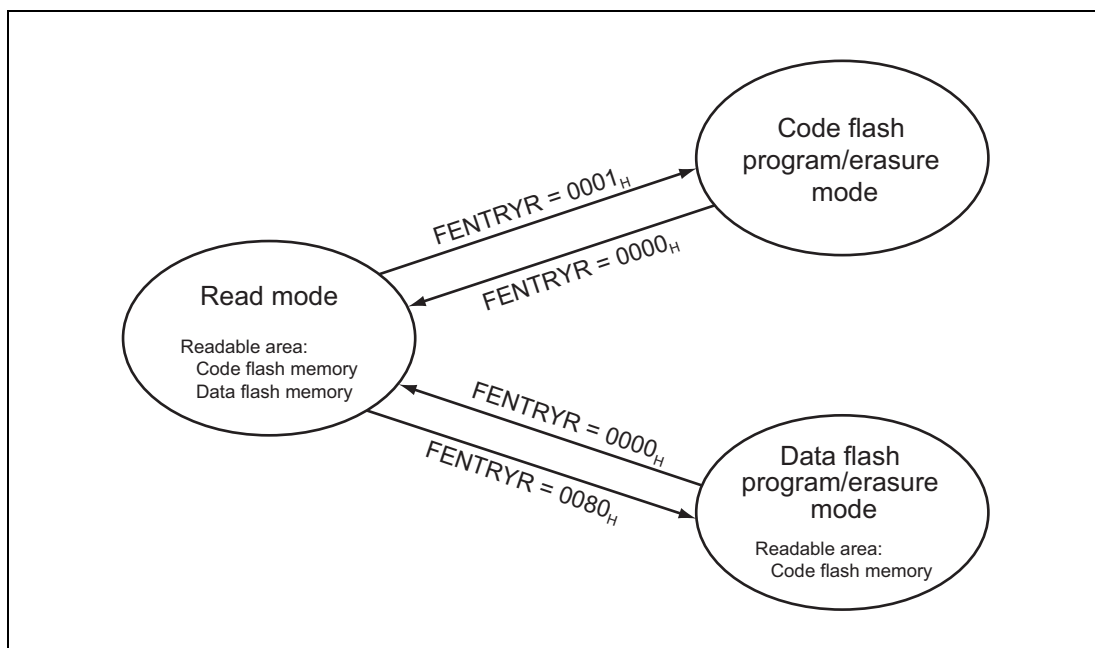 Code flash
program/erasure
mode
FENTRYR = 0001H
FENTRYR = 0000H
Read mode
Readable area:
Code flash memory
Data flash memory
FENTRYR = 0000H
FENTRYR = 0080H
Data flash
program/erasure
mode
Readable area:
Code flash memory